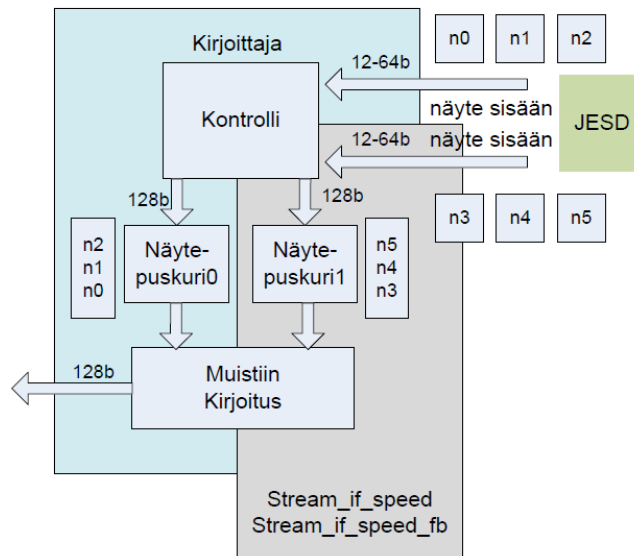 n0
n1
n2
Kirjoittaja
12-64b
näyte sisään
JESD
Kontrolli
12-64b
näyte sisään
128b
128b
n3
n4
n5
n2
n1
n0
Näyte-
puskuri0
Näyte-
puskuri1
n5
n4
n3
128b
Muistiin
Kirjoitus
Stream_if_speed
Stream_if_speed_fb